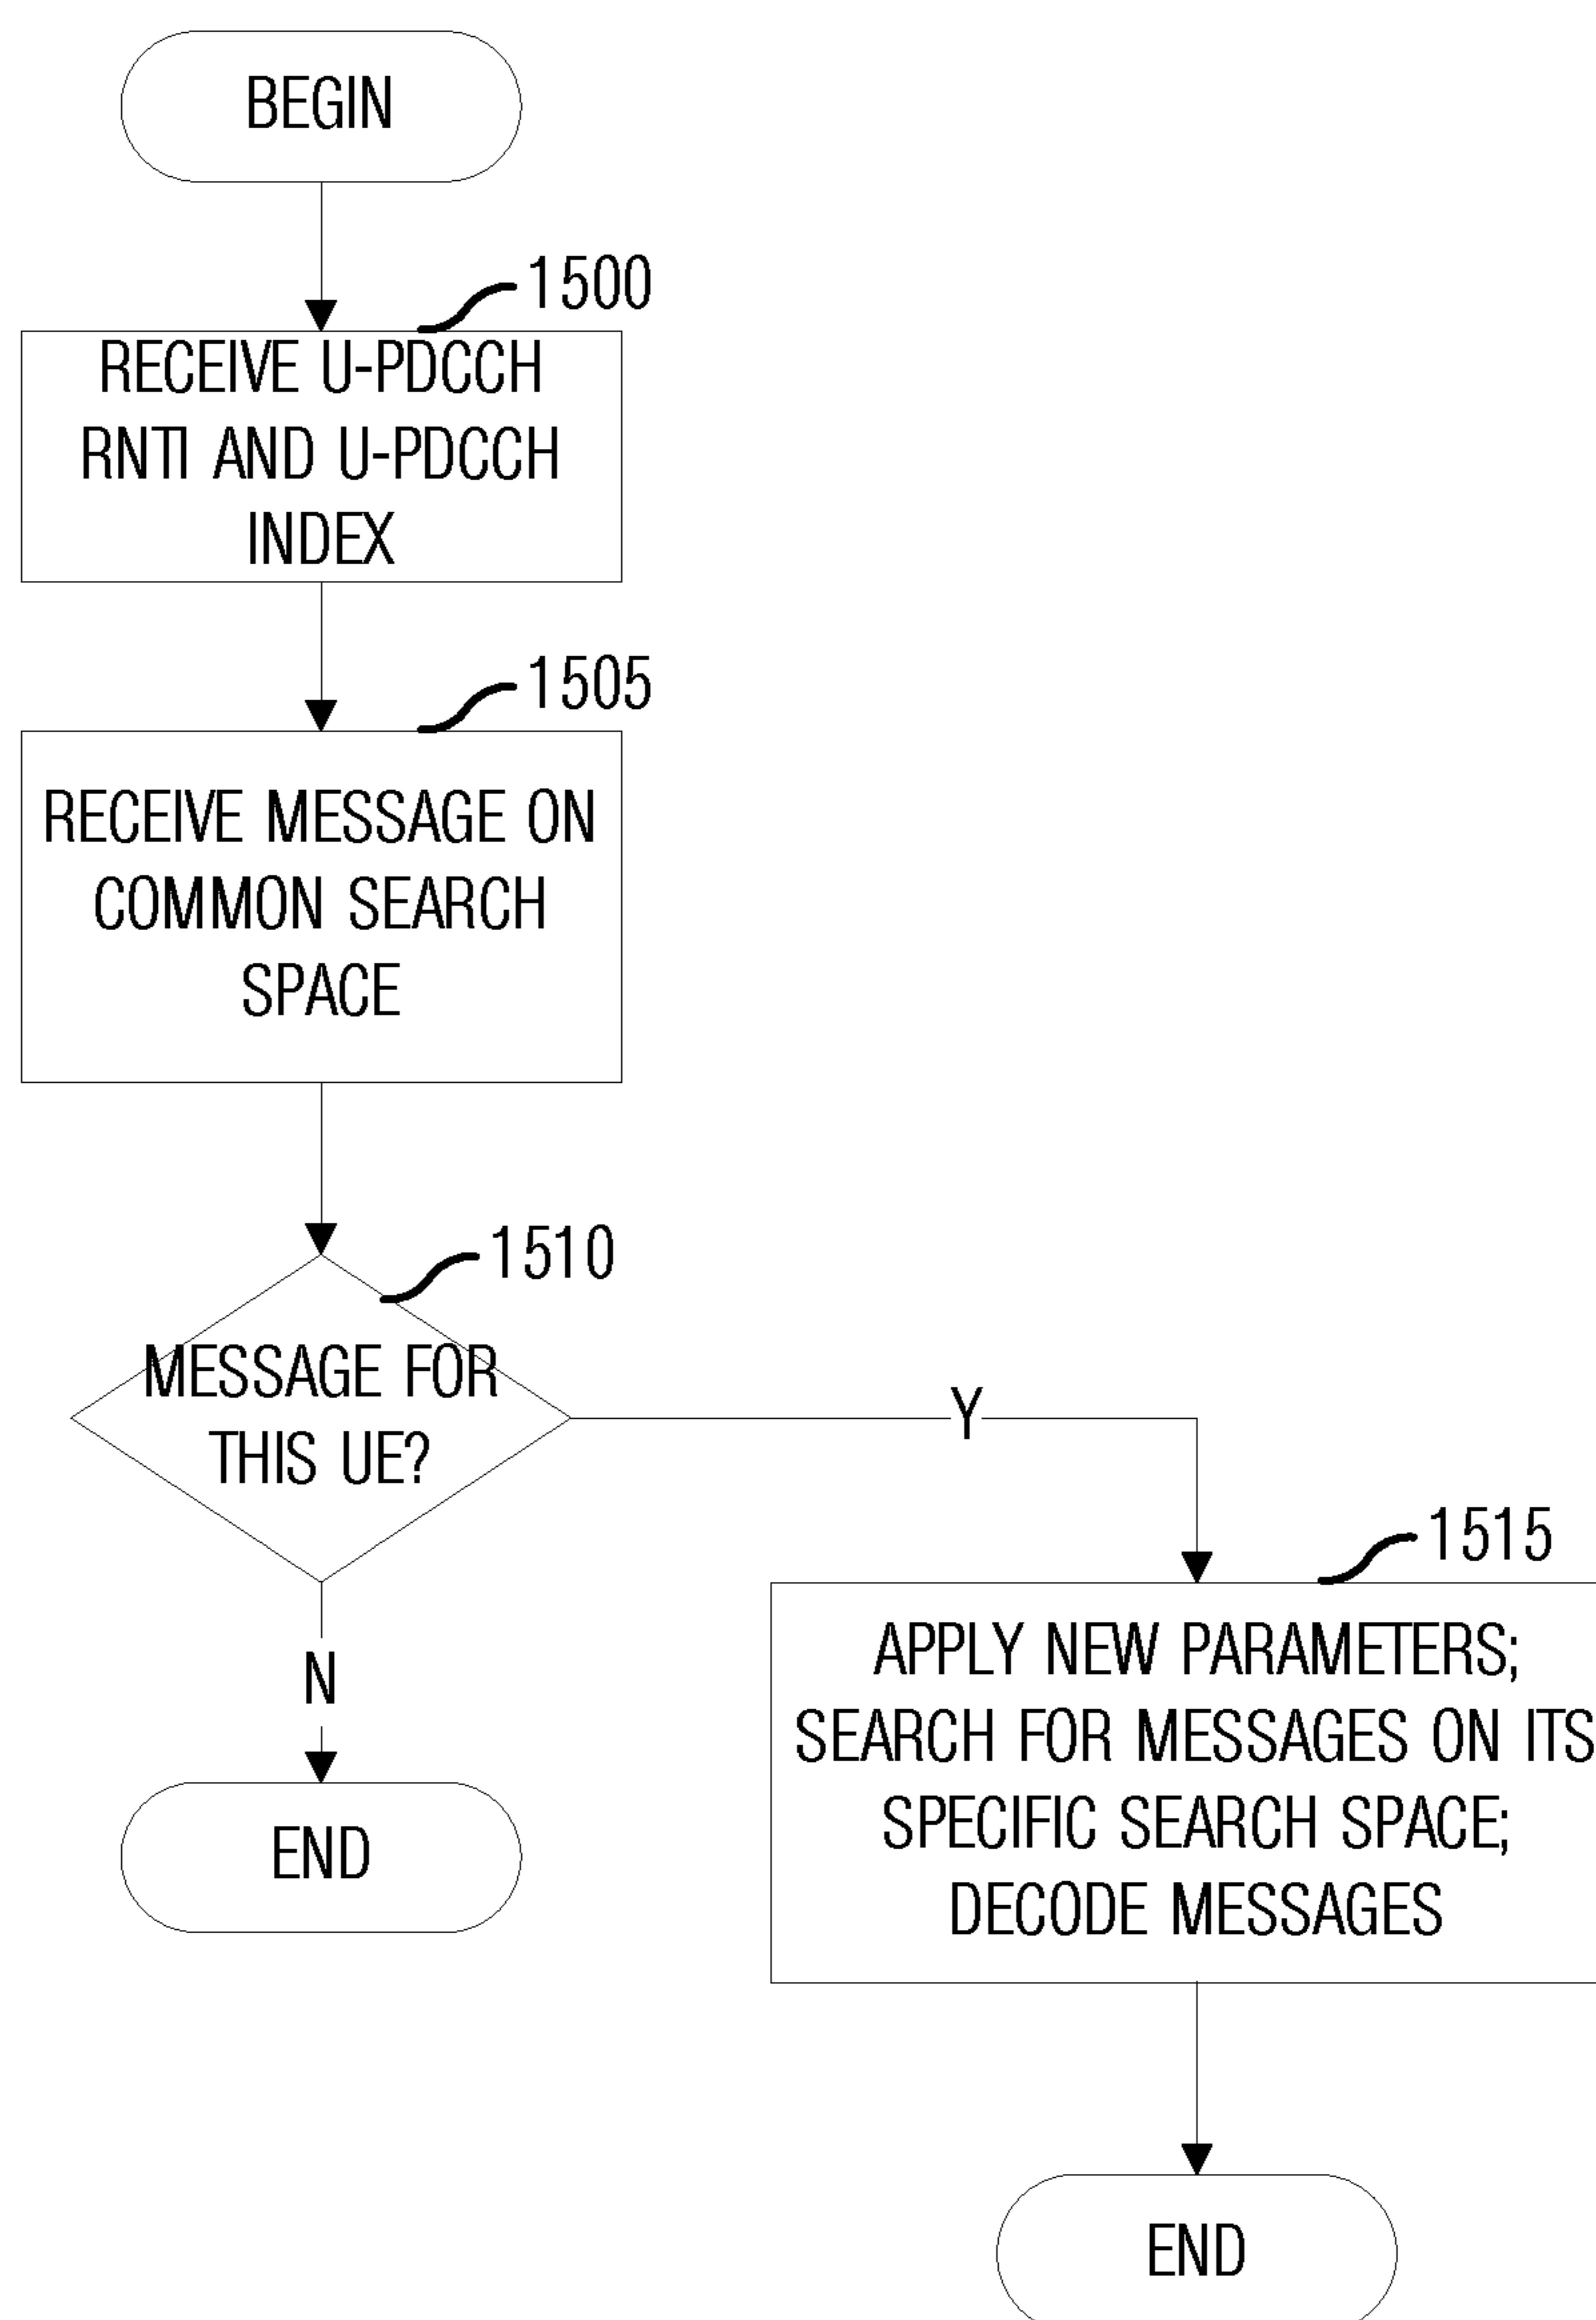 BEGIN
1500
RECEIVE U-PDCCH
RNTI AND U-PDCCH
INDEX
1505
RECEIVE MESSAGE ON
COMMON SEARCH
SPACE
1510
MESSAGE FOR
THIS UE?
Y
N
END
1515
APPLY NEW PARAMETERS;
SEARCH FOR MESSAGES ON ITS
SPECIFIC SEARCH SPACE;
DECODE MESSAGES
END